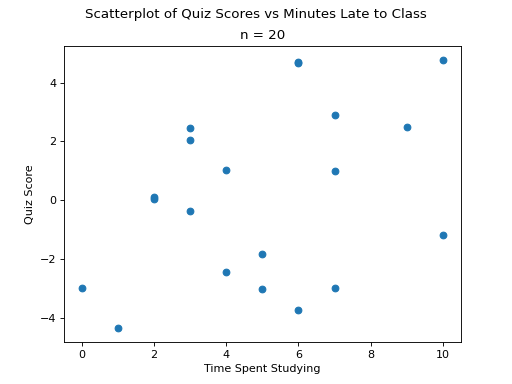 Scatterplot of Quiz Scores vs Minutes Late to Class
n = 20
4
2
0
−2
−4
Quiz Score
0 2 4 6 8 10
Time Spent Studying